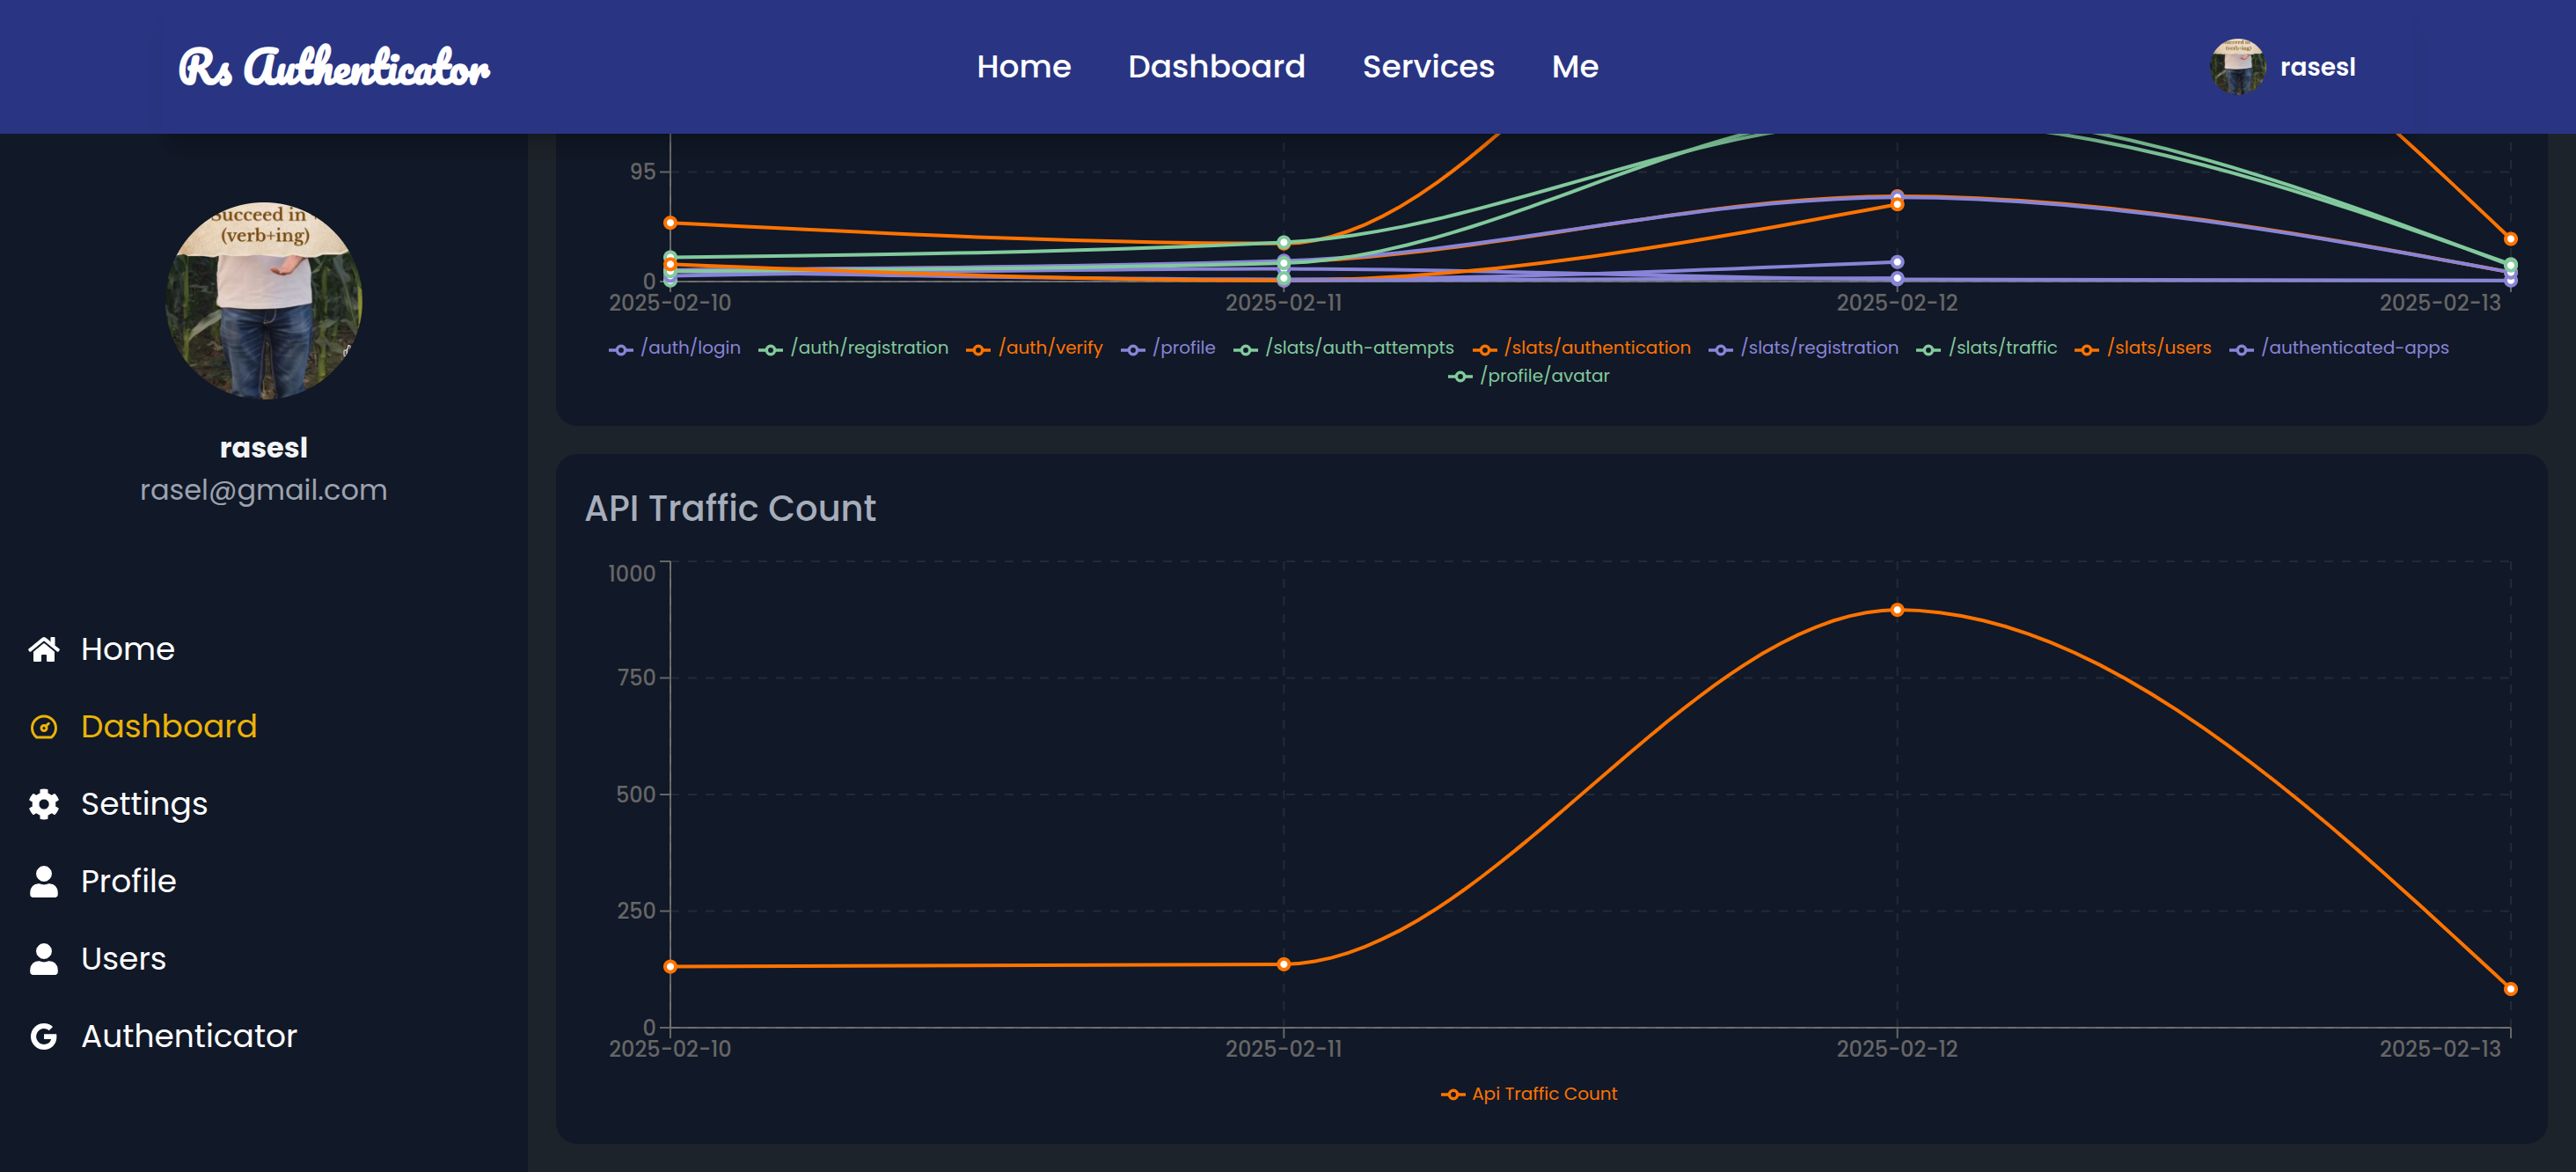 Rs Authenticator
Home Dashboard Services Me
rasesl
Succeed in
(verb+ing)
rasesl
rasel@gmail.com
Home
Dashboard
Settings
Profile
Users
Authenticator
95
0
2025-02-10 2025-02-11 2025-02-12 2025-02-13
/auth/login /auth/registration /auth/verify /profile /slats/auth-attempts /slats/authentication /slats/registration /slats/traffic /slats/users /authenticated-apps
/profile/avatar
API Traffic Count
1000
750
500
250
0
2025-02-10 2025-02-11 2025-02-12 2025-02-13
Api Traffic Count